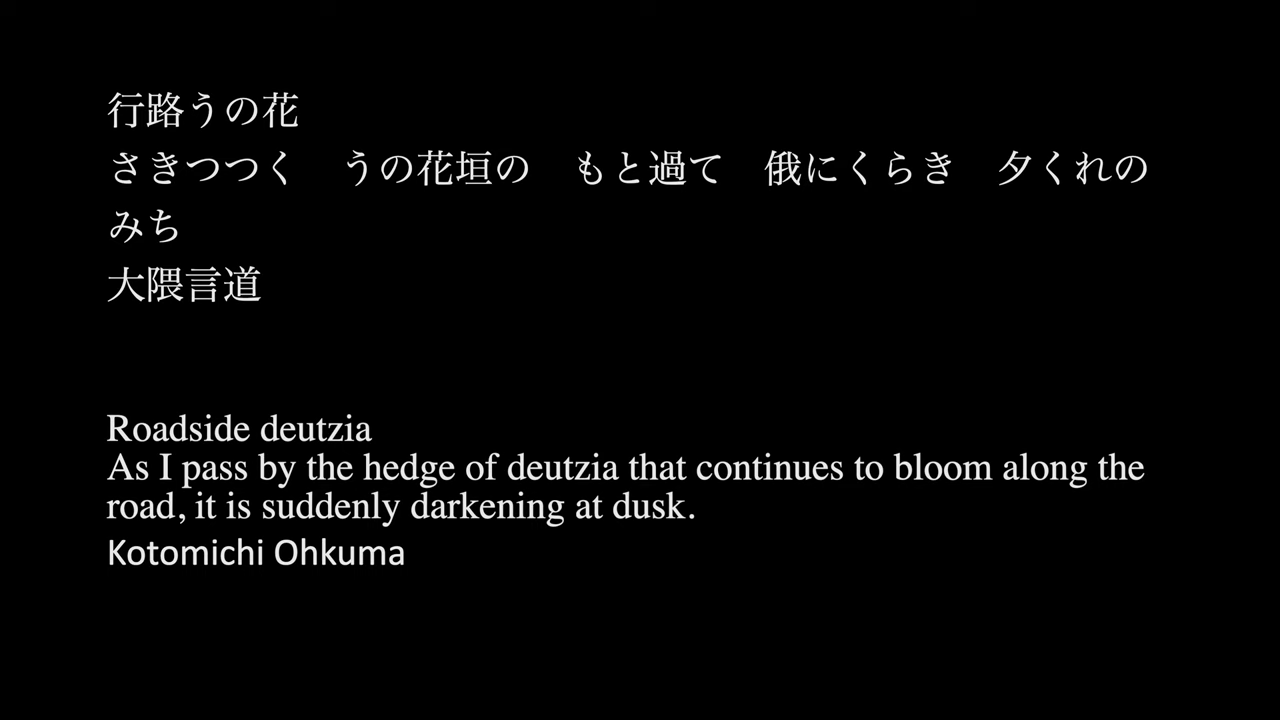 行路うの花
さきつつく　うの花垣の　もと過て　俄にくらき　夕くれの
みち
大隈言道
Roadside deutzia
As I pass by the hedge of deutzia that continues to bloom along the
road, it is suddenly darkening at dusk.
Kotomichi Ohkuma